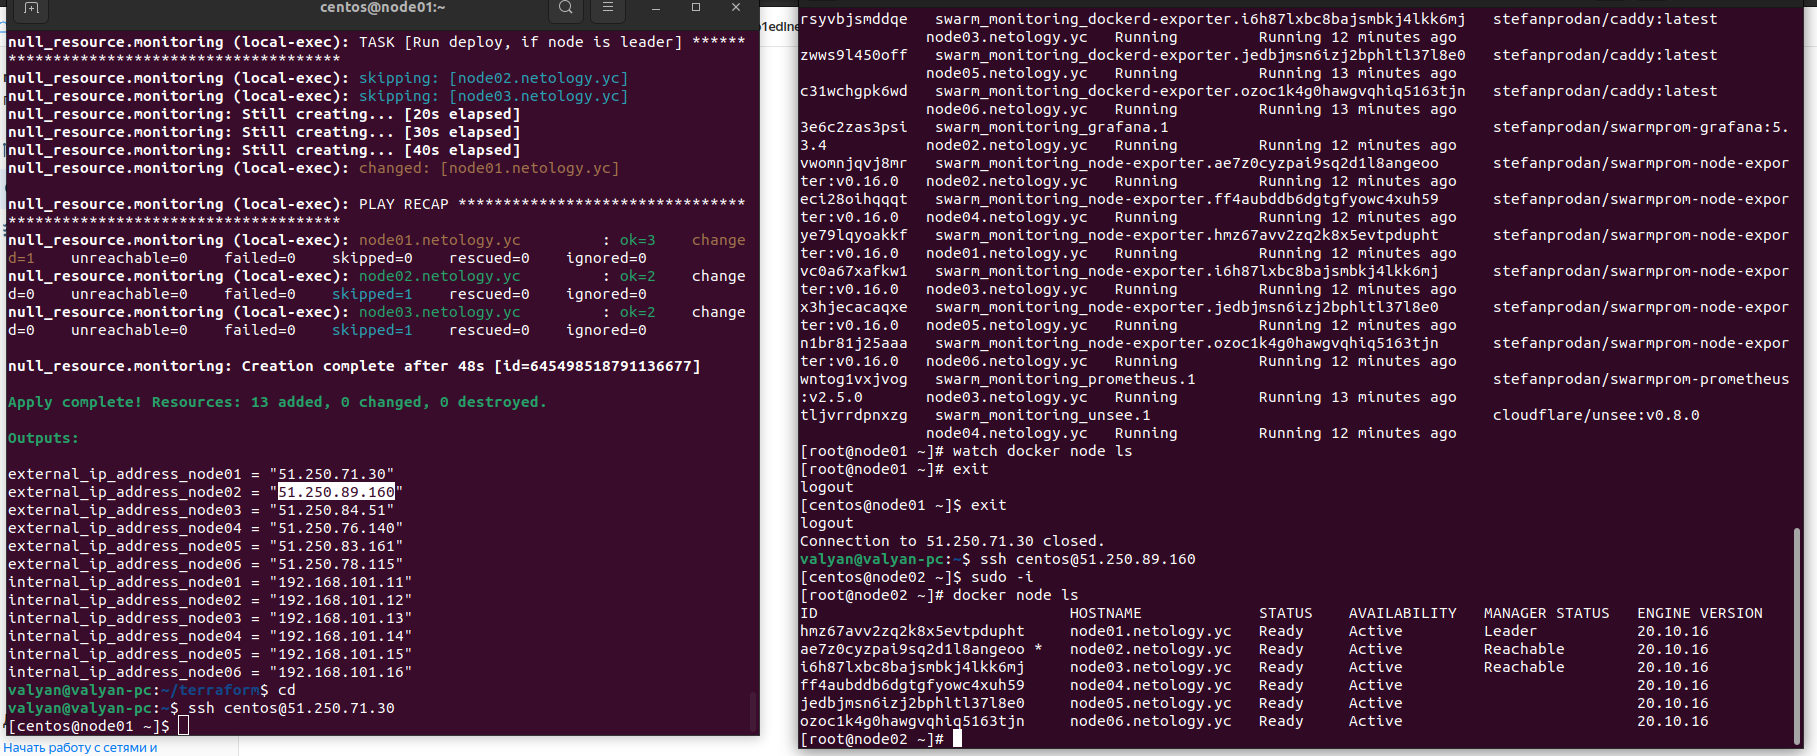 centos@node01:~
null_resource.monitoring (local-exec): TASK [Run deploy, if node is leader] ******
*************************************
null_resource.monitoring (local-exec): skipping: [node02.netology.yc]
null_resource.monitoring (local-exec): skipping: [node03.netology.yc]
null_resource.monitoring: Still creating... [20s elapsed]
null_resource.monitoring: Still creating... [30s elapsed]
null_resource.monitoring: Still creating... [40s elapsed]
null_resource.monitoring (local-exec): changed: [node01.netology.yc]
null_resource.monitoring (local-exec): PLAY RECAP ********************************
*************************************
null_resource.monitoring (local-exec): node01.netology.yc         : ok=3    change
d=1    unreachable=0    failed=0    skipped=0    rescued=0    ignored=0
null_resource.monitoring (local-exec): node02.netology.yc         : ok=2    change
d=0    unreachable=0    failed=0    skipped=1    rescued=0    ignored=0
null_resource.monitoring (local-exec): node03.netology.yc         : ok=2    change
d=0    unreachable=0    failed=0    skipped=1    rescued=0    ignored=0
null_resource.monitoring: Creation complete after 48s [id=645498518791136677]
Apply complete! Resources: 13 added, 0 changed, 0 destroyed.
Outputs:
external_ip_address_node01 = "51.250.71.30"
external_ip_address_node02 = "51.250.89.160"
external_ip_address_node03 = "51.250.84.51"
external_ip_address_node04 = "51.250.76.140"
external_ip_address_node05 = "51.250.83.161"
external_ip_address_node06 = "51.250.78.115"
internal_ip_address_node01 = "192.168.101.11"
internal_ip_address_node02 = "192.168.101.12"
internal_ip_address_node03 = "192.168.101.13"
internal_ip_address_node04 = "192.168.101.14"
internal_ip_address_node05 = "192.168.101.15"
internal_ip_address_node06 = "192.168.101.16"
valyan@valyan-pc:~/terraform$ cd
valyan@valyan-pc:~$ ssh centos@51.250.71.30
[centos@node01 ~]$
Начать работу с сетями и
rsyvbjsmddqe   swarm_monitoring_dockerd-exporter.i6h87lxbc8bajsmbkj4lkk6mj   stefanprodan/caddy:latest
node03.netology.yc   Running         Running 12 minutes ago
zwws9l450off   swarm_monitoring_dockerd-exporter.jedbjmsn6izj2bphltl37l8e0   stefanprodan/caddy:latest
node05.netology.yc   Running         Running 13 minutes ago
c31wchgpk6wd   swarm_monitoring_dockerd-exporter.ozoc1k4g0hawgvqhiq5163tjn   stefanprodan/caddy:latest
node06.netology.yc   Running         Running 13 minutes ago
3e6c2zas3psi   swarm_monitoring_grafana.1                                    stefanprodan/swarmprom-grafana:5.
3.4           node02.netology.yc   Running         Running 12 minutes ago
vwomnjqvj8mr   swarm_monitoring_node-exporter.ae7z0cyzpai9sq2d1l8angeoo      stefanprodan/swarmprom-node-expor
ter:v0.16.0   node02.netology.yc   Running         Running 12 minutes ago
eci28oihqqqt   swarm_monitoring_node-exporter.ff4aubddb6dgtgfyowc4xuh59      stefanprodan/swarmprom-node-expor
ter:v0.16.0   node04.netology.yc   Running         Running 12 minutes ago
ye79lqyoakkf   swarm_monitoring_node-exporter.hmz67avv2zq2k8x5evtpdupht      stefanprodan/swarmprom-node-expor
ter:v0.16.0   node01.netology.yc   Running         Running 12 minutes ago
vc0a67xafkw1   swarm_monitoring_node-exporter.i6h87lxbc8bajsmbkj4lkk6mj      stefanprodan/swarmprom-node-expor
ter:v0.16.0   node03.netology.yc   Running         Running 12 minutes ago
x3hjecacaqxe   swarm_monitoring_node-exporter.jedbjmsn6izj2bphltl37l8e0      stefanprodan/swarmprom-node-expor
ter:v0.16.0   node05.netology.yc   Running         Running 12 minutes ago
n1br81j25aaa   swarm_monitoring_node-exporter.ozoc1k4g0hawgvqhiq5163tjn      stefanprodan/swarmprom-node-expor
ter:v0.16.0   node06.netology.yc   Running         Running 12 minutes ago
wntog1vxjvog   swarm_monitoring_prometheus.1                                 stefanprodan/swarmprom-prometheus
:v2.5.0       node03.netology.yc   Running         Running 13 minutes ago
tljvrrdpnxzg   swarm_monitoring_unsee.1                                      cloudflare/unsee:v0.8.0
node04.netology.yc   Running         Running 12 minutes ago
[root@node01 ~]# watch docker node ls
[root@node01 ~]# exit
logout
[centos@node01 ~]$ exit
logout
Connection to 51.250.71.30 closed.
valyan@valyan-pc:~$ ssh centos@51.250.89.160
[centos@node02 ~]$ sudo -i
[root@node02 ~]# docker node ls
ID                            HOSTNAME             STATUS    AVAILABILITY   MANAGER STATUS   ENGINE VERSION
hmz67avv2zq2k8x5evtpdupht     node01.netology.yc   Ready     Active         Leader           20.10.16
ae7z0cyzpai9sq2d1l8angeoo *   node02.netology.yc   Ready     Active         Reachable        20.10.16
i6h87lxbc8bajsmbkj4lkk6mj     node03.netology.yc   Ready     Active         Reachable        20.10.16
ff4aubddb6dgtgfyowc4xuh59     node04.netology.yc   Ready     Active                          20.10.16
jedbjmsn6izj2bphltl37l8e0     node05.netology.yc   Ready     Active                          20.10.16
ozoc1k4g0hawgvqhiq5163tjn     node06.netology.yc   Ready     Active                          20.10.16
[root@node02 ~]#